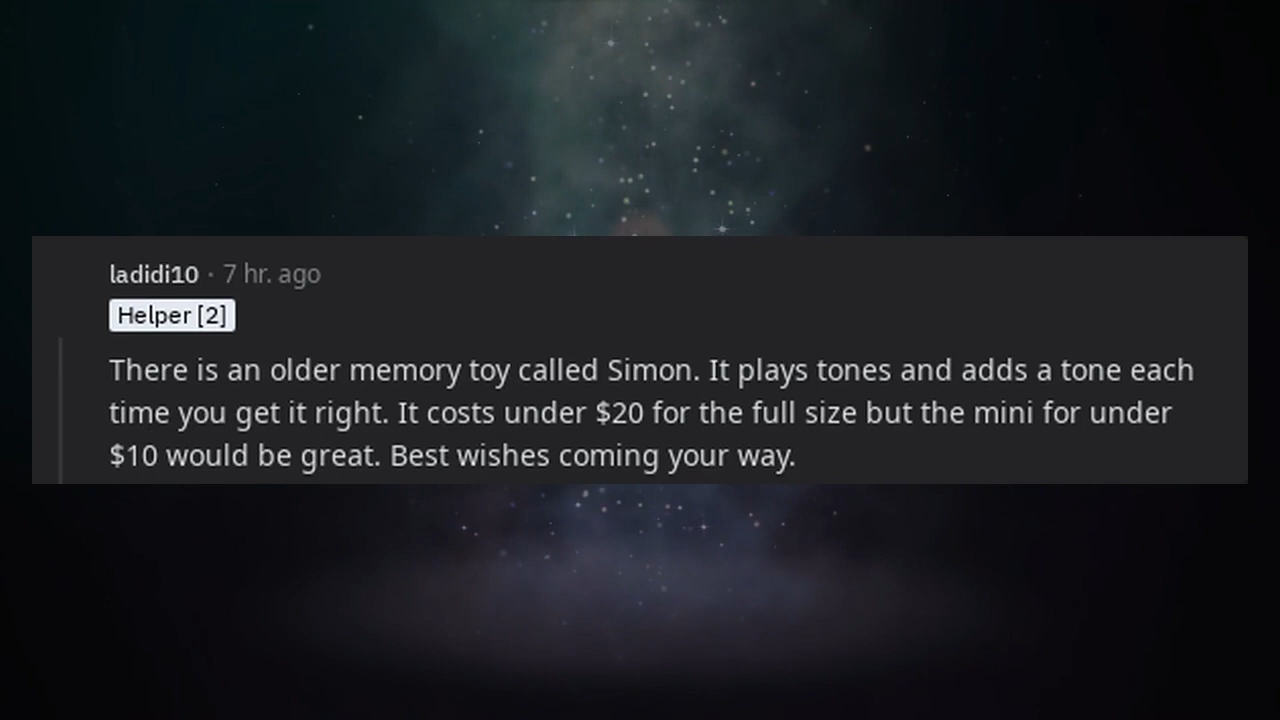 ladidi10 · 7 hr. ago
Helper [2]
There is an older memory toy called Simon. It plays tones and adds a tone each
time you get it right. It costs under $20 for the full size but the mini for under
$10 would be great. Best wishes coming your way.